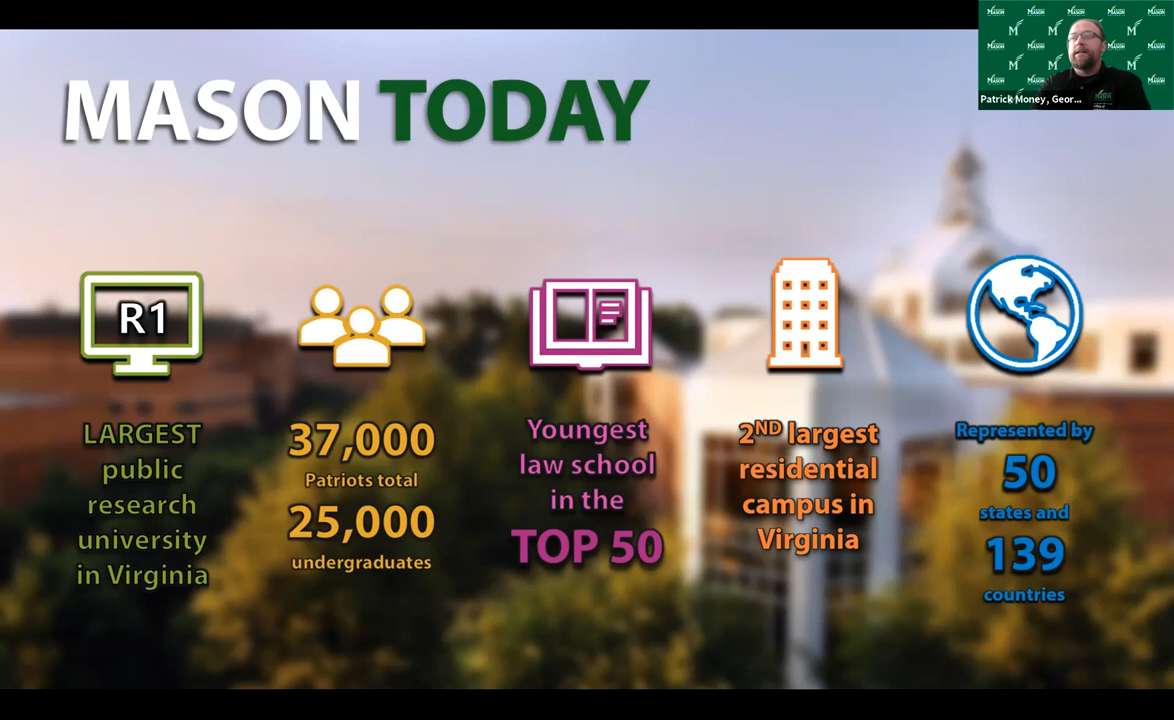 MASON TODAY
Patrick Money, Geor...
R1
LARGEST
public
research
university
in Virginia
37,000
Patriots total
25,000
undergraduates
Youngest
law school
in the
TOP 50
2ND largest
residential
campus in
Virginia
Represented by
50
states and
139
countries